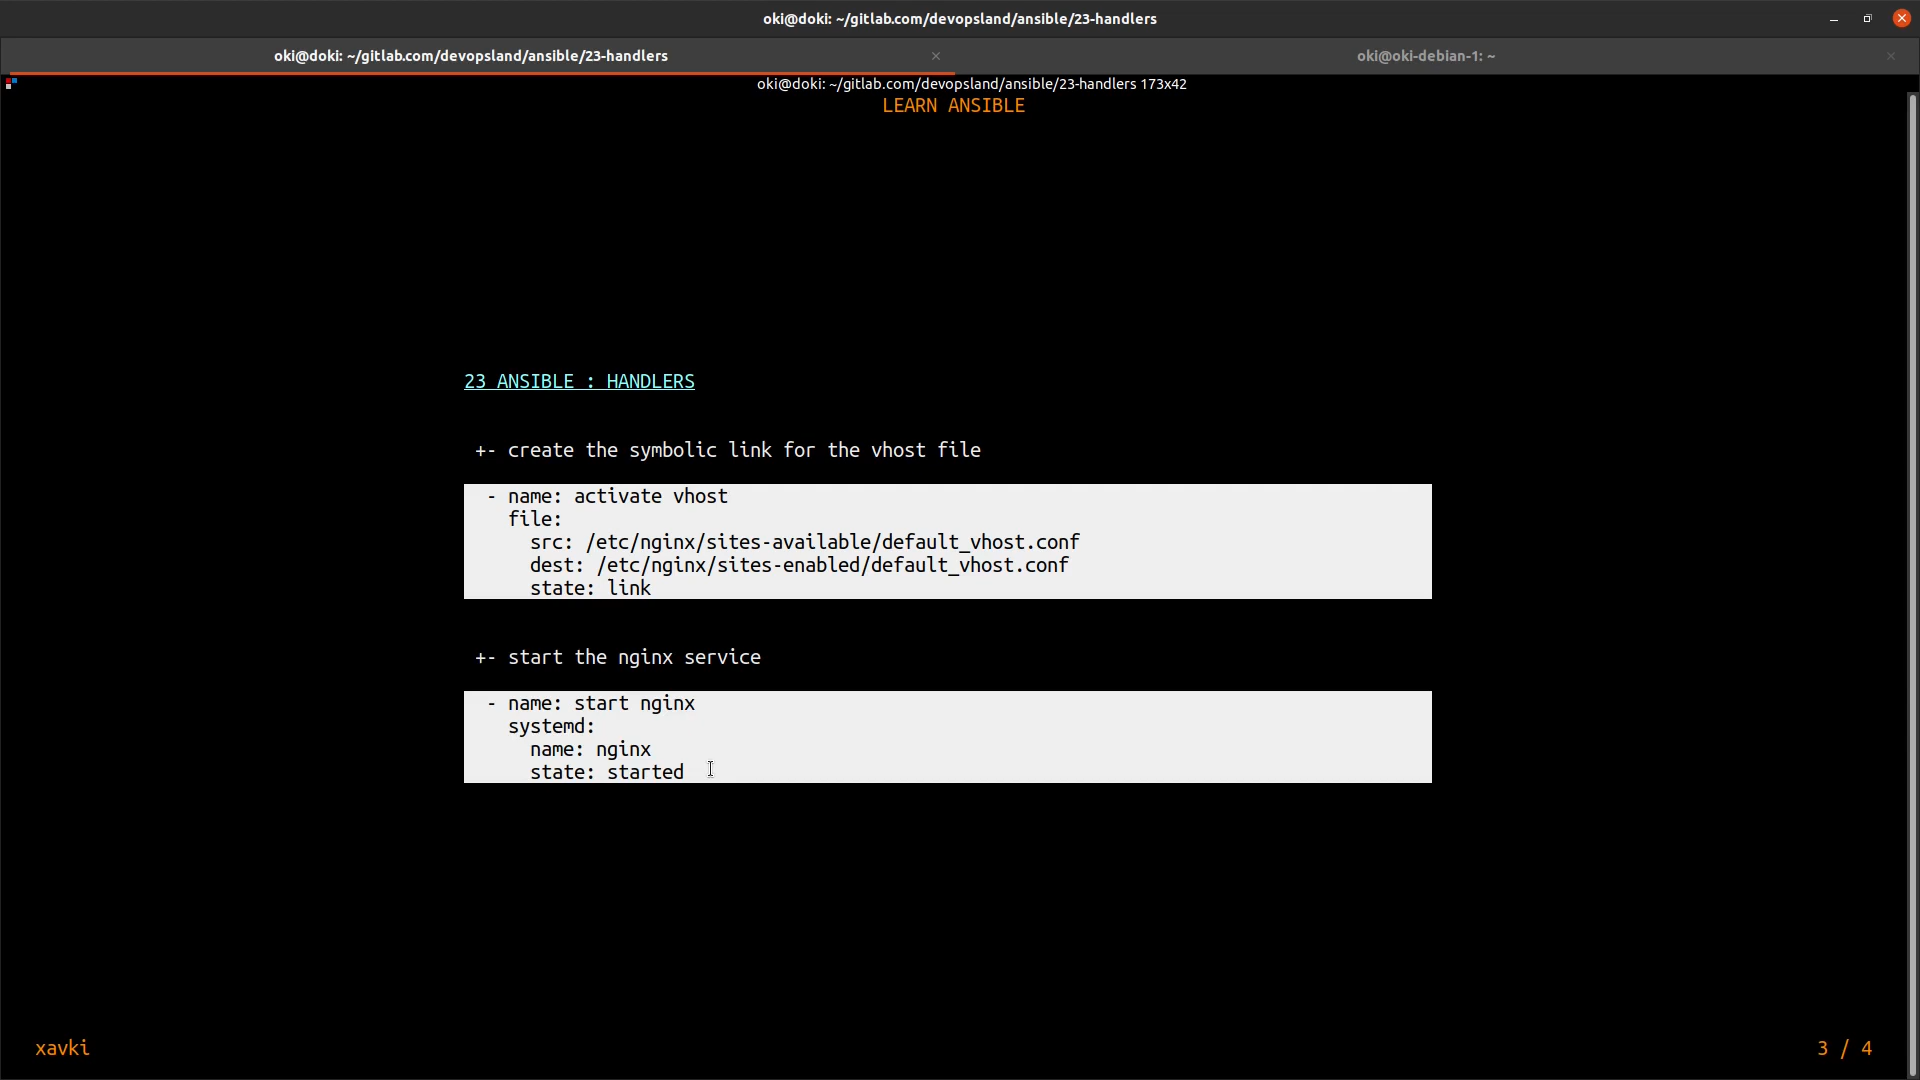 oki@doki: ~/gitlab.com/devopsland/ansible/23-handlers
oki@doki: ~/gitlab.com/devopsland/ansible/23-handlers
oki@oki-debian-1: ~
oki@doki: ~/gitlab.com/devopsland/ansible/23-handlers 173x42
LEARN ANSIBLE
23 ANSIBLE : HANDLERS
+- create the symbolic link for the vhost file
- name: activate vhost
file:
src: /etc/nginx/sites-available/default_vhost.conf
dest: /etc/nginx/sites-enabled/default_vhost.conf
state: link
+- start the nginx service
- name: start nginx
systemd:
name: nginx
state: started
xavki
3 / 4